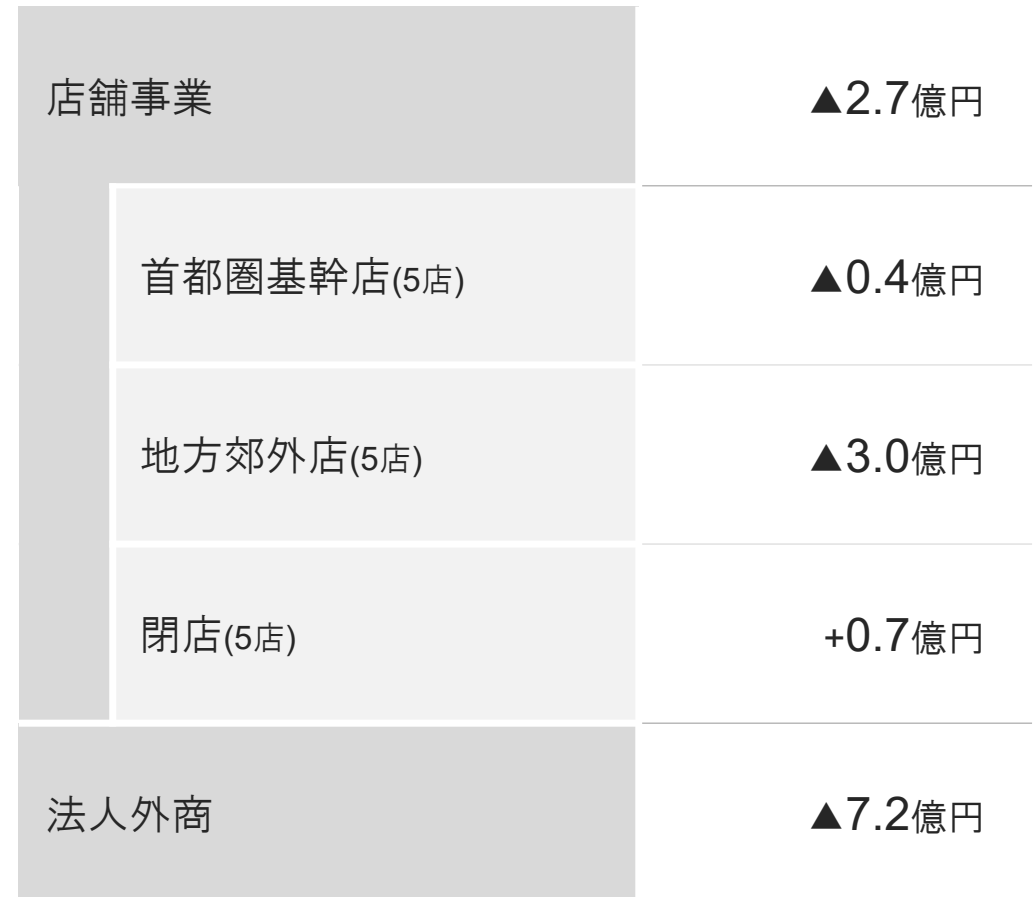 店舗事業 ▲2.7億円
首都圏基幹店(5店) ▲0.4億円
地方郊外店(5店) ▲3.0億円
閉店(5店) +0.7億円
法人外商 ▲7.2億円